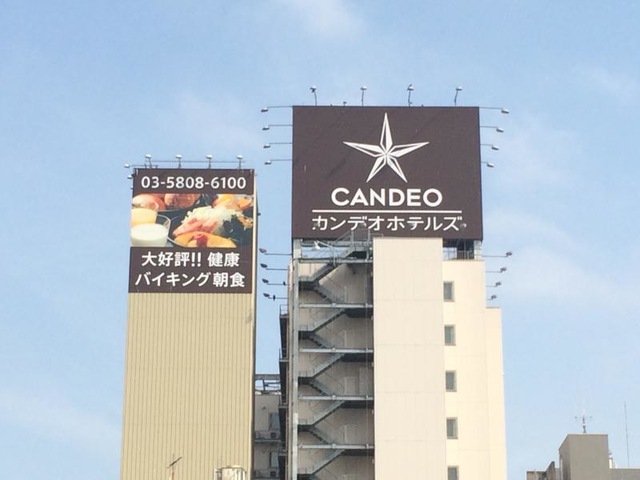 03-5808-6100
大好評!! 健康
バイキング朝食
CANDEO
カンデオホテルズ